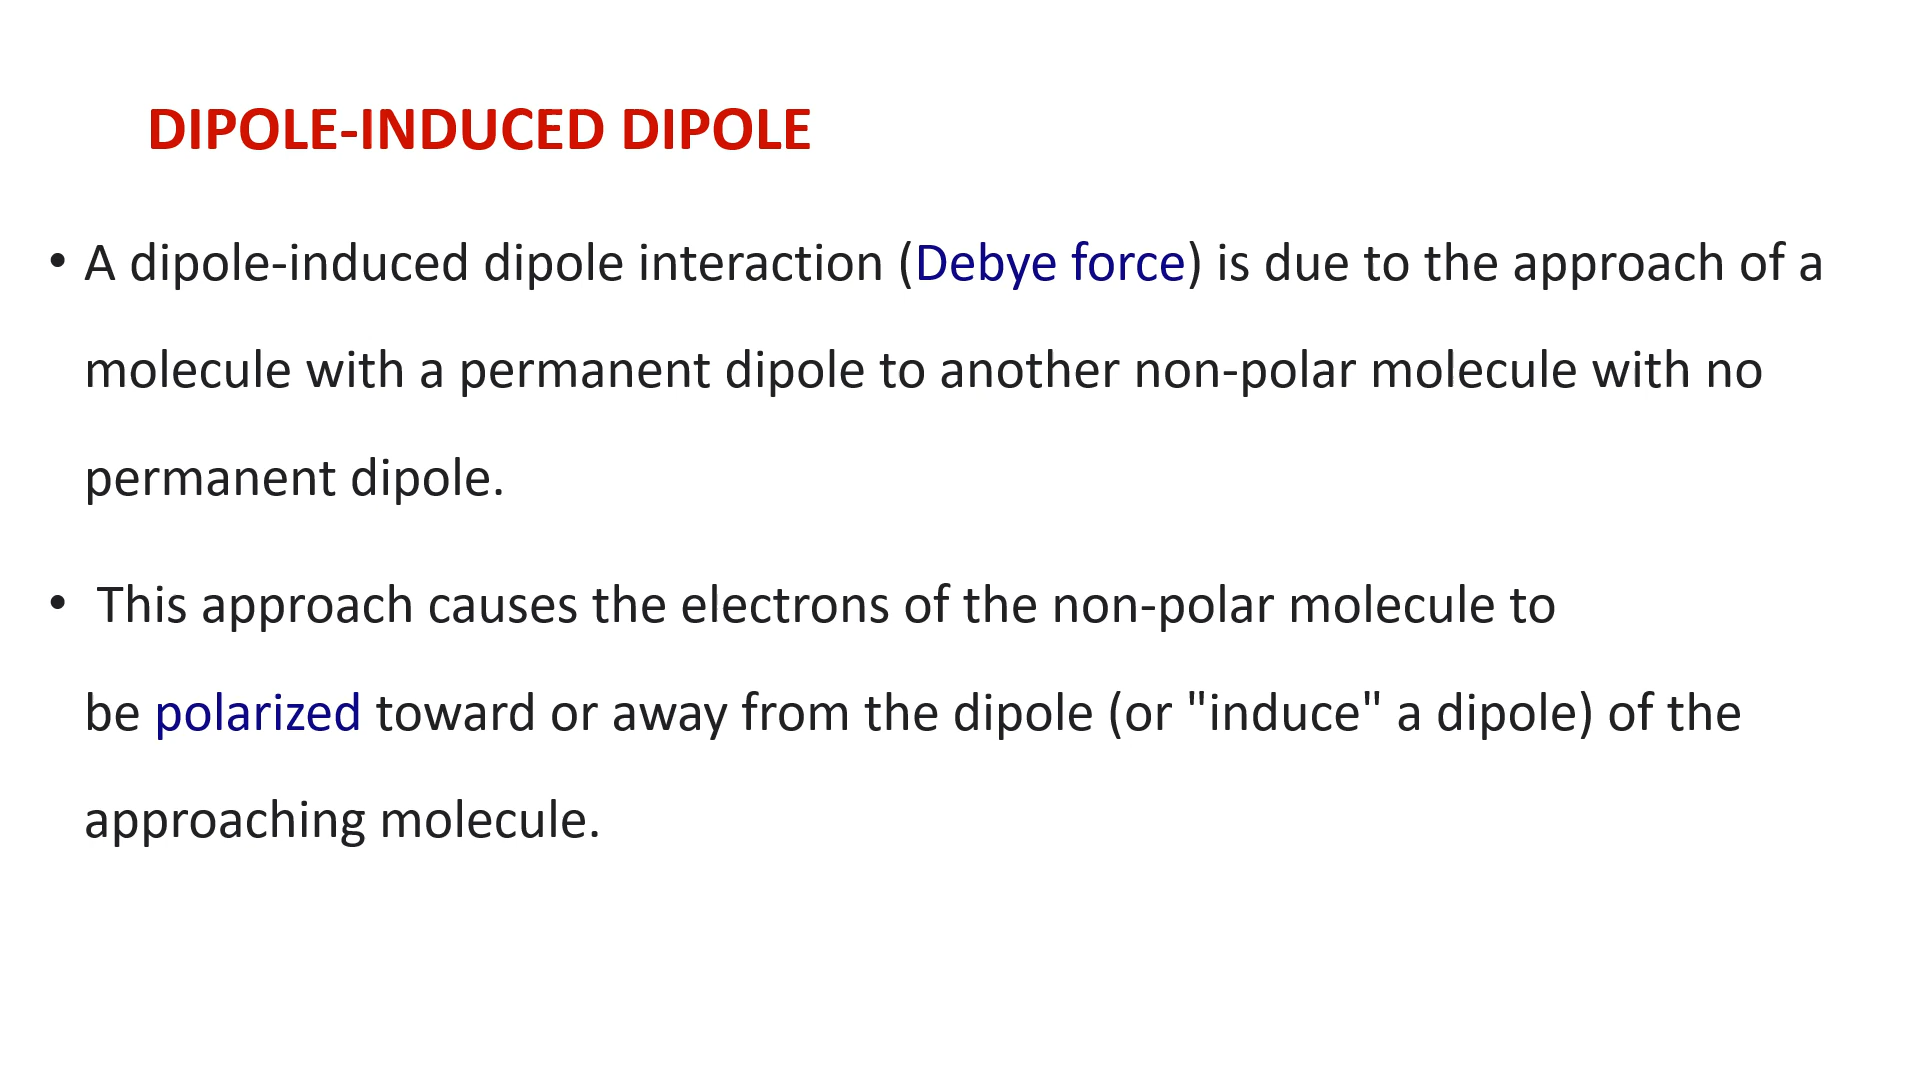 DIPOLE-INDUCED DIPOLE
• A dipole-induced dipole interaction (Debye force) is due to the approach of a
molecule with a permanent dipole to another non-polar molecule with no
permanent dipole.
• This approach causes the electrons of the non-polar molecule to
be polarized toward or away from the dipole (or "induce" a dipole) of the
approaching molecule.